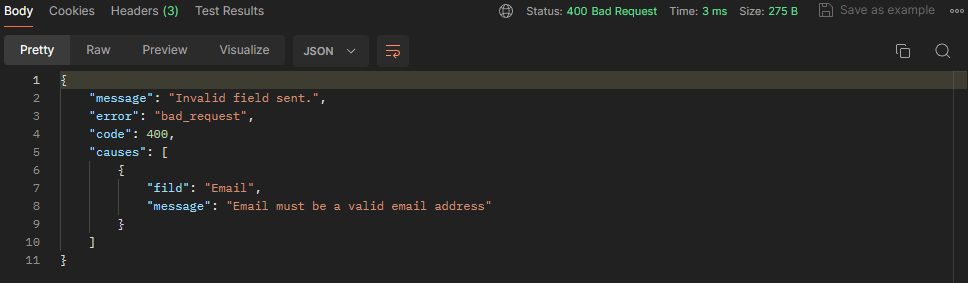 Body Cookies Headers (3) Test Results Status: 400 Bad Request Time: 3 ms Size: 275 B Save as example
Pretty Raw Preview Visualize JSON
1 {
2 "message": "Invalid field sent.",
3 "error": "bad_request",
4 "code": 400,
5 "causes": [
6 {
7 "fild": "Email",
8 "message": "Email must be a valid email address"
9 }
10 ]
11 }